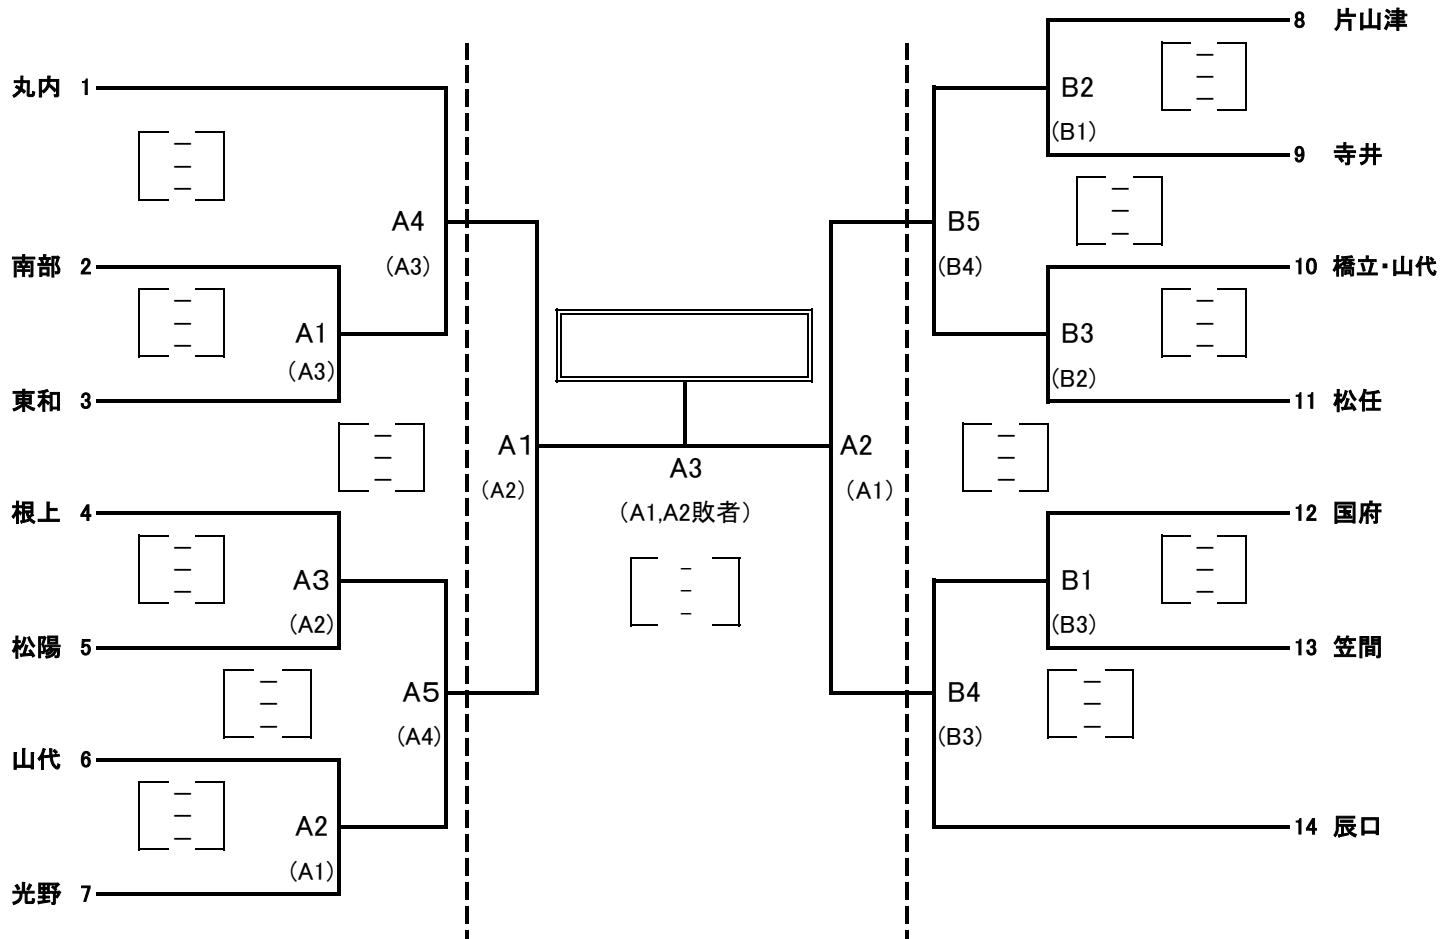 丸内 1
A4
(A3)
南部 2
A1
(A3)
東和 3
根上 4
A3
(A2)
松陽 5
A5
(A4)
山代 6
A2
(A1)
光野 7
A1
(A2)
A3
(A1,A2敗者)
A2
(A1)
8 片山津
B2
(B1)
9 寺井
B5
(B4)
10 橋立・山代
B3
(B2)
11 松任
12 国府
B1
(B3)
13 笠間
B4
(B3)
14 辰口